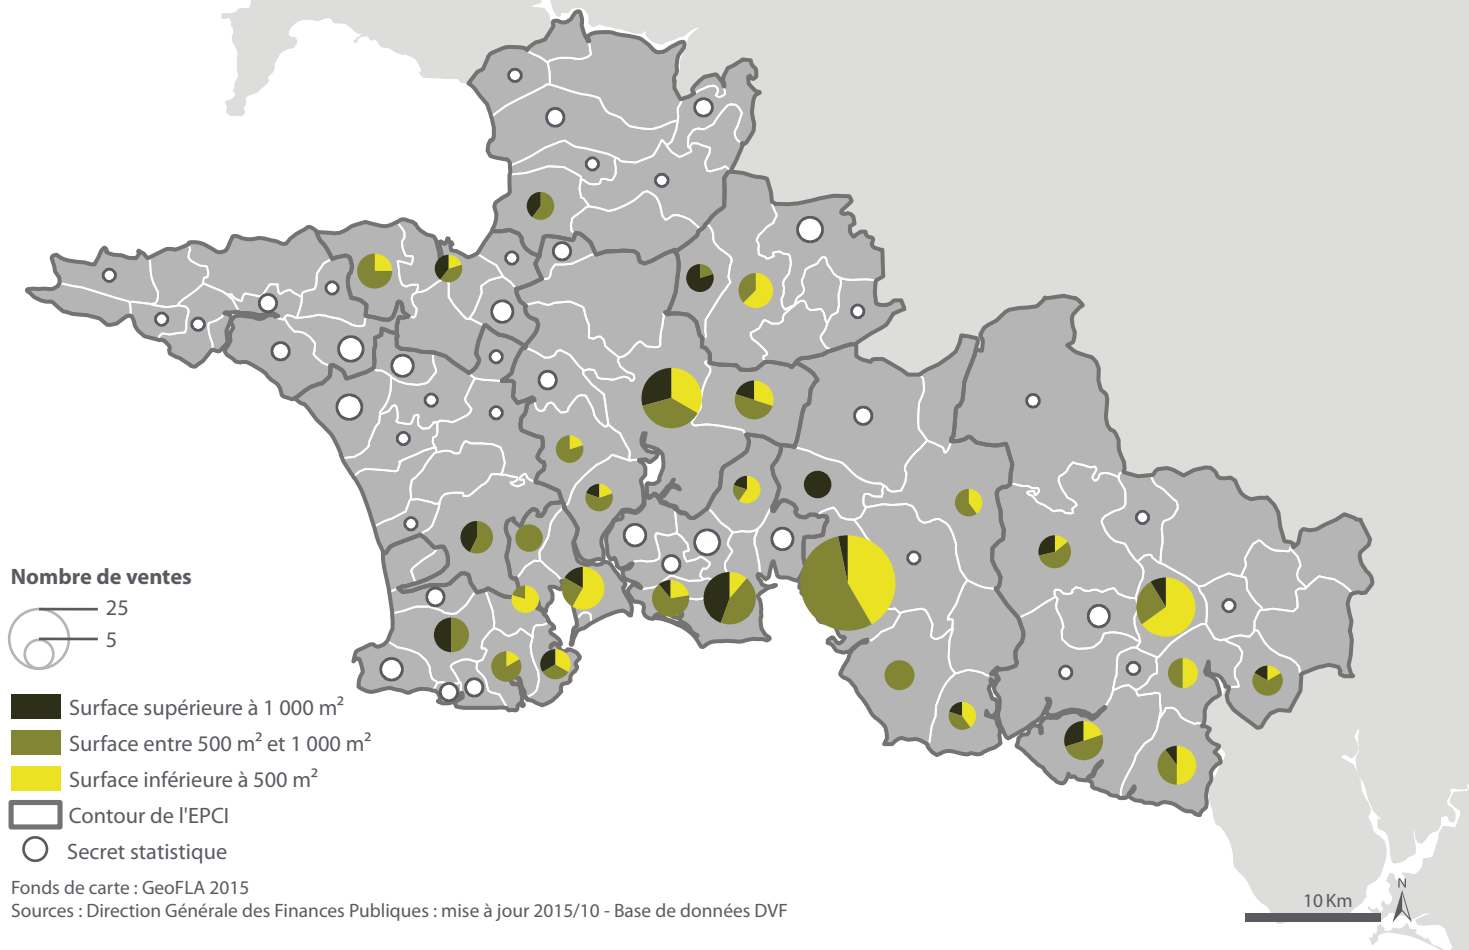 Nombre de ventes
25
5
Surface supérieure à 1 000 m²
Surface entre 500 m² et 1 000 m²
Surface inférieure à 500 m²
Contour de l'EPCI
Secret statistique
Fonds de carte : GeoFLA 2015
Sources : Direction Générale des Finances Publiques : mise à jour 2015/10 - Base de données DVF
10 Km
N